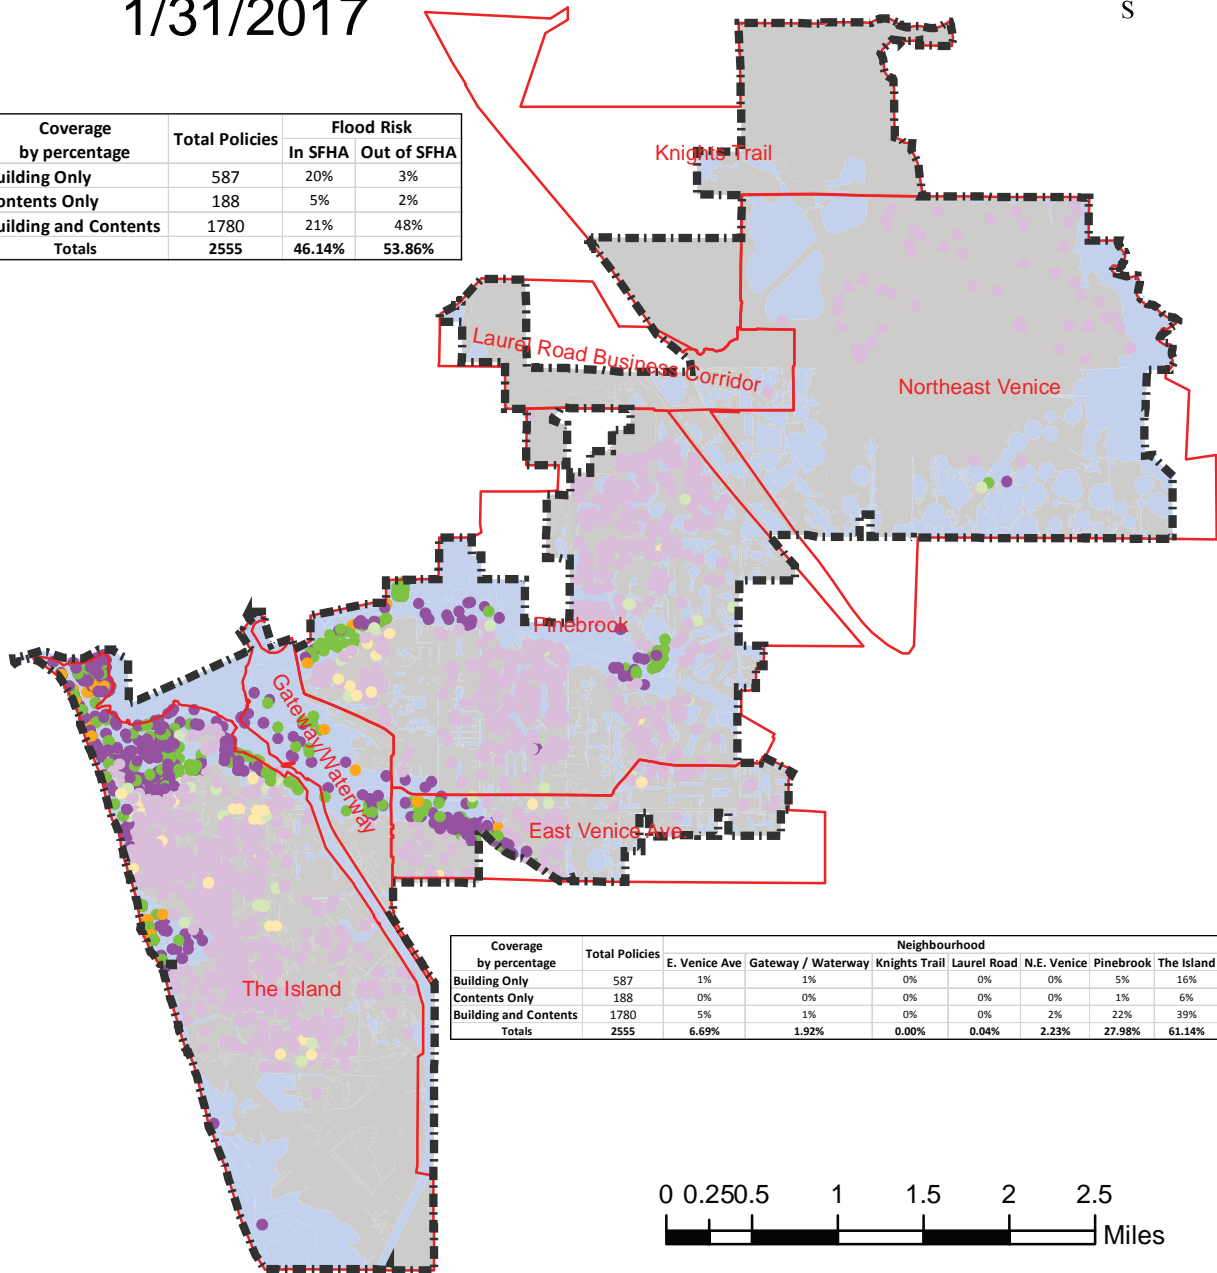 1/31/2017
S
Coverage by percentage Total Policies Flood Risk
In SFHA Out of SFHA
uilding Only 587 20% 3%
ontents Only 188 5% 2%
uilding and Contents 1780 21% 48%
Totals 2555 46.14% 53.86%
Knights Trail
Laurel Road Business Corridor
Northeast Venice
Pinebrook
Gateway/Waterway
East Venice Ave
The Island
Coverage by percentage Total Policies Neighbourhood
E. Venice Ave Gateway / Waterway Knights Trail Laurel Road N.E. Venice Pinebrook The Island
Building Only 587 1% 1% 0% 0% 0% 5% 16%
Contents Only 188 0% 0% 0% 0% 0% 1% 6%
Building and Contents 1780 5% 1% 0% 0% 2% 22% 39%
Totals 2555 6.69% 1.92% 0.00% 0.04% 2.23% 27.98% 61.14%
0 0.25 0.5 1 1.5 2 2.5
Miles